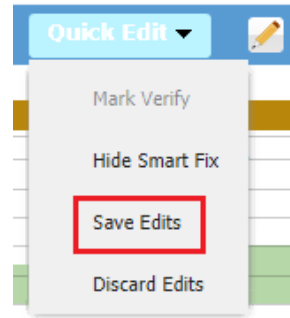 Quick Edit
Mark Verify
Hide Smart Fix
Save Edits
Discard Edits